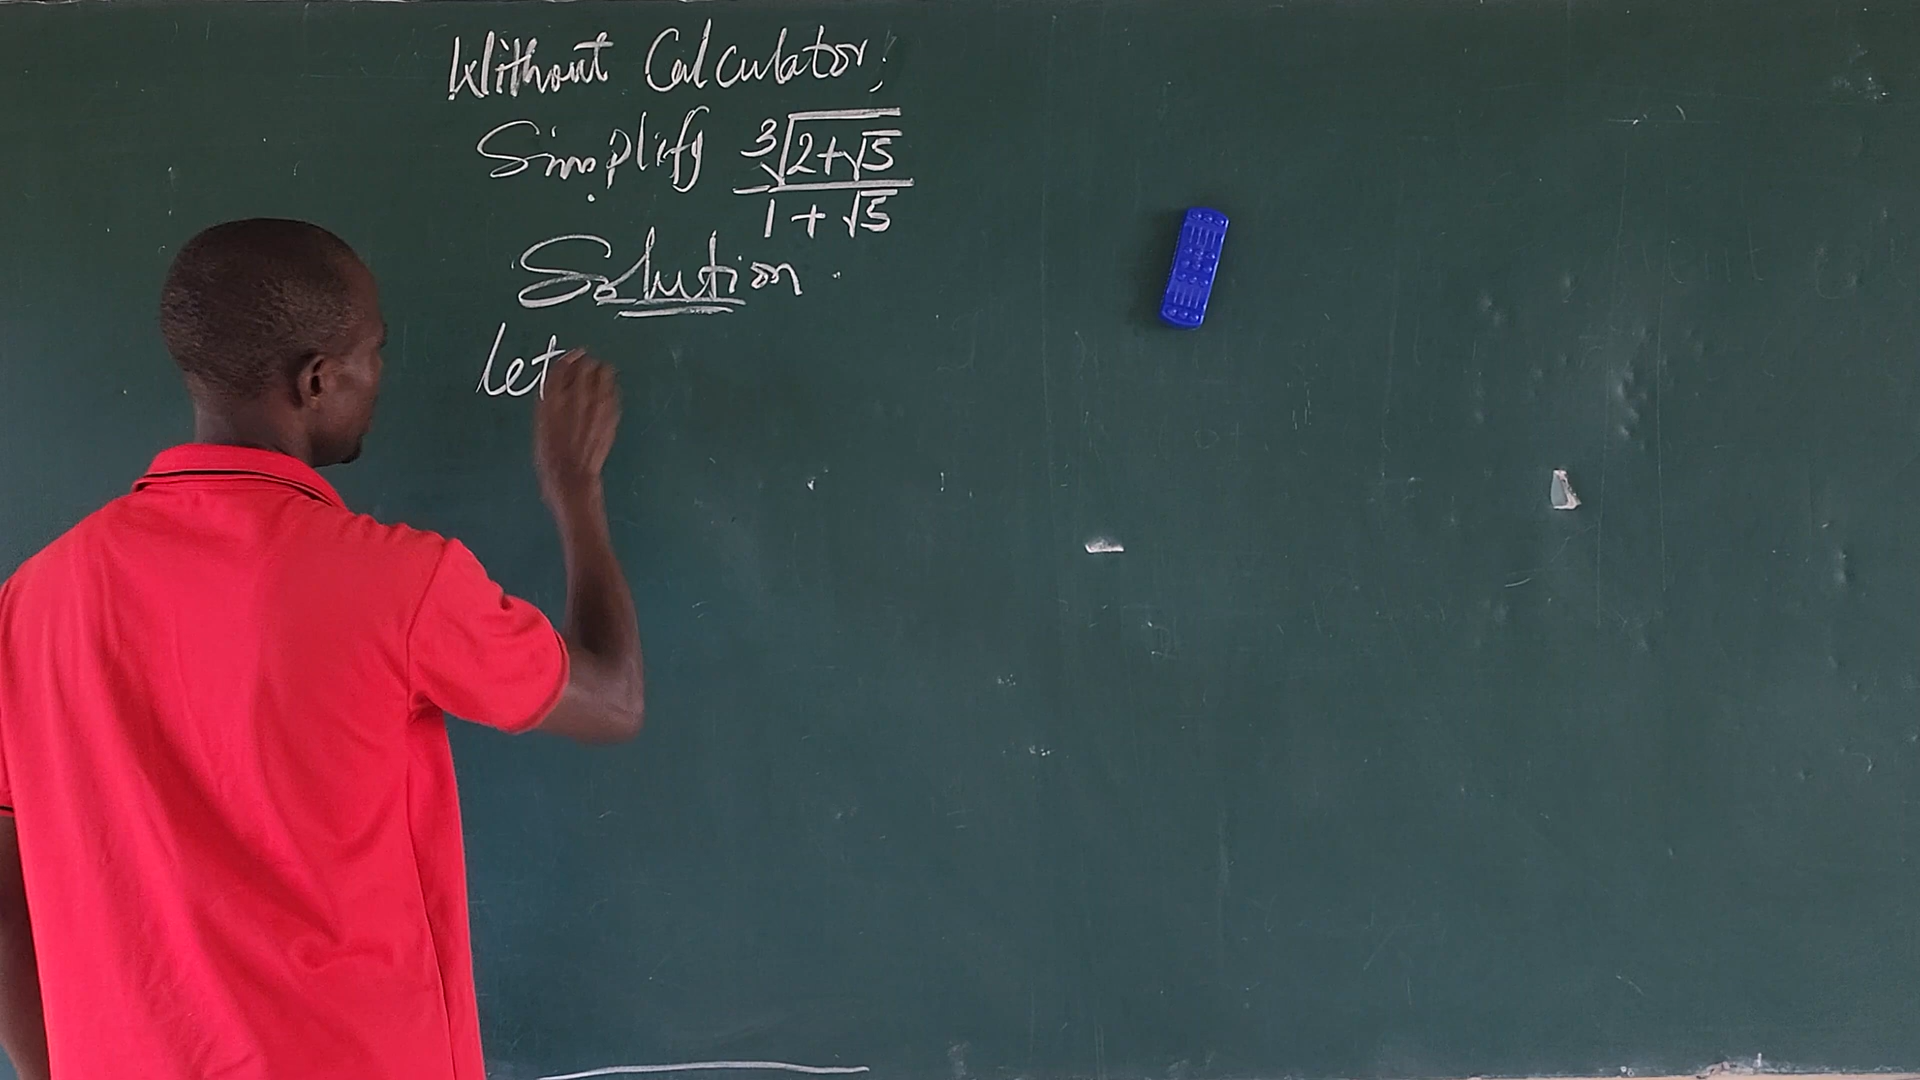 Without Calculator,
Simplify ∛(2+√5) / (1+√5)
Solution
let